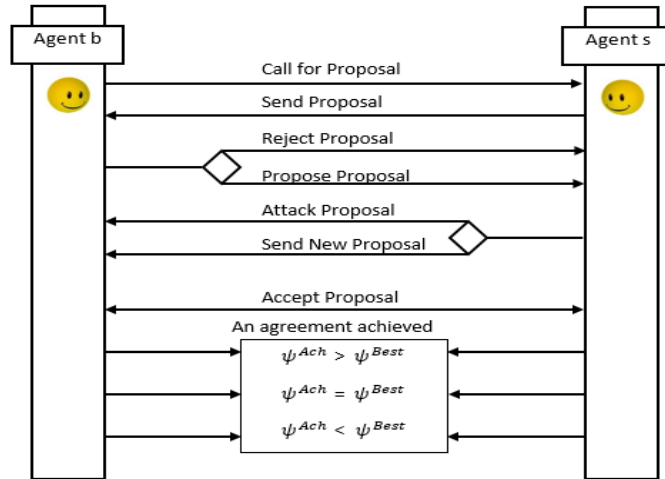 Agent b
Agent s
Call for Proposal
Send Proposal
Reject Proposal
Propose Proposal
Attack Proposal
Send New Proposal
Accept Proposal
An agreement achieved
ψ^Ach > ψ^Best
ψ^Ach = ψ^Best
ψ^Ach < ψ^Best